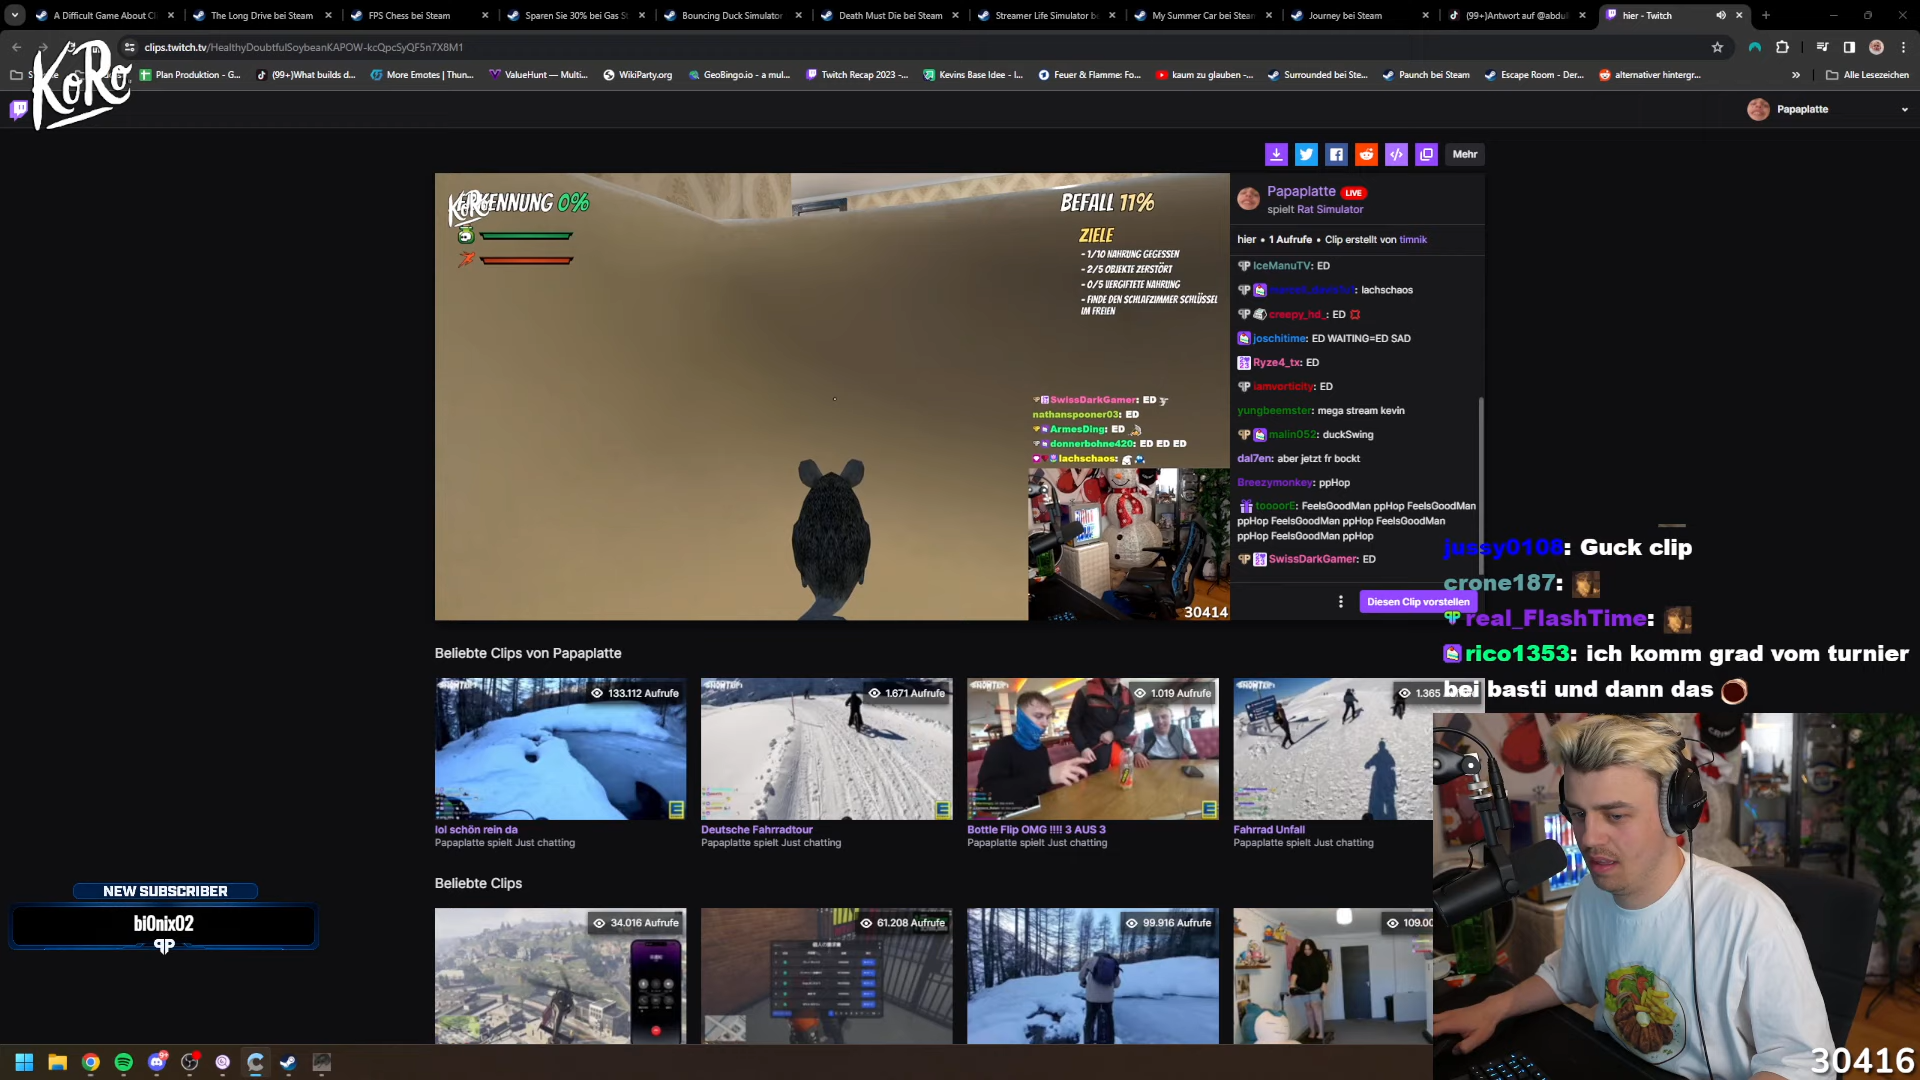 A Difficult Game About Cl
The Long Drive bei Steam
FPS Chess bei Steam
Sparen Sie 30% bei Gas S
Bouncing Duck Simulator
Death Must Die bei Steam
Streamer Life Simulator b
My Summer Car bei Stean
Journey bei Steam
(99+)Antwort auf @abdul
hier - Twitch
clips.twitch.tv/HealthyDoubtfulSoybeanKAPOW-kcQpcSyQF5n7X8M1
Plan Produktion - G...
(99+)What builds d...
More Emotes | Thun...
ValueHunt — Multi...
WikiParty.org
GeoBingo.io - a mul...
Twitch Recap 2023 -...
Kevins Base Idee - I...
Feuer & Flamme: Fo...
kaum zu glauben -...
Surrounded bei Ste...
Paunch bei Steam
Escape Room - Der...
alternativer hintergr...
Alle Lesezeichen
KoRo
Papaplatte
Mehr
KoRo
KENNUNG 0%
BEFALL 11%
ZIELE
- 1/10 NAHRUNG GEGESSEN
- 2/5 OBJEKTE ZERSTÖRT
- 0/5 VERGIFTETE NAHRUNG
- FINDE DEN SCHLAFZIMMER SCHLÜSSEL
IM FREIEN
SwissDarkGamer: ED
nathanspooner03: ED
ArmesDing: ED
donnerbohne420: ED ED ED
lachschaos:
30414
Papaplatte LIVE
spielt Rat Simulator
hier • 1 Aufrufe • Clip erstellt von timnik
IceManuTV: ED
: lachschaos
creepy_hd_: ED
joschitime: ED WAITING=ED SAD
Ryze4_tx: ED
iamvorticity: ED
yungbeemster: mega stream kevin
malin052: duckSwing
dal7en: aber jetzt fr bockt
Breezymonkey: ppHop
toooorE: FeelsGoodMan ppHop FeelsGoodMan
ppHop FeelsGoodMan ppHop FeelsGoodMan
ppHop FeelsGoodMan ppHop
SwissDarkGamer: ED
Diesen Clip vorstellen
jussy0108: Guck clip
crone187:
real_FlashTime:
rico1353: ich komm grad vom turnier
bei basti und dann das
Beliebte Clips von Papaplatte
133.112 Aufrufe
1.671 Aufrufe
1.019 Aufrufe
1.365
lol schön rein da
Papaplatte spielt Just chatting
Deutsche Fahrradtour
Papaplatte spielt Just chatting
Bottle Flip OMG !!!! 3 AUS 3
Papaplatte spielt Just chatting
Fahrrad Unfall
Papaplatte spielt Just chatting
Beliebte Clips
34.016 Aufrufe
61.208 Aufrufe
99.916 Aufrufe
109.00
NEW SUBSCRIBER
bi0nix02
30416